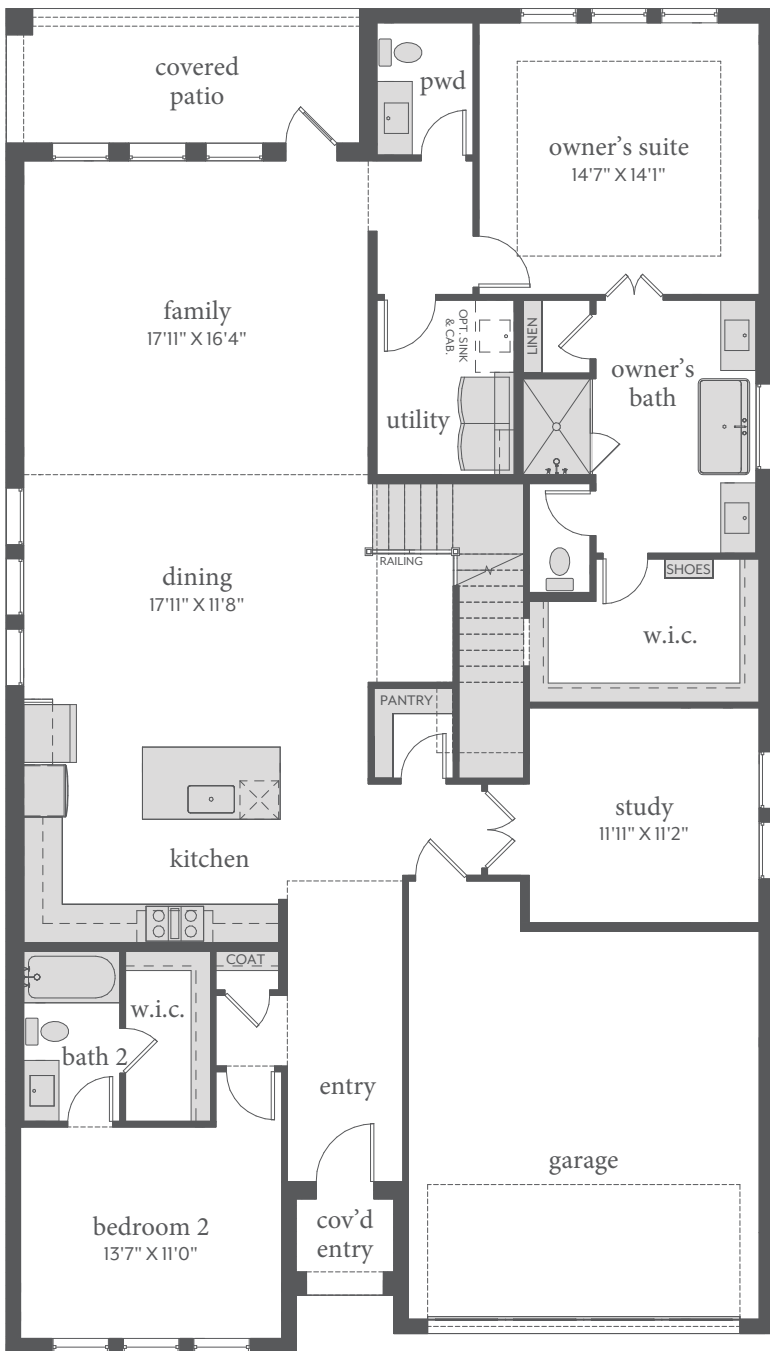 covered
patio
pwd
owner's suite
14'7" X 14'1"
family
17'11" X 16'4"
OPT. SINK
& CAB.
LINEN
owner's
bath
utility
RAILING
dining
17'11" X 11'8"
SHOES
w.i.c.
PANTRY
study
11'11" X 11'2"
kitchen
COAT
w.i.c.
bath 2
entry
garage
bedroom 2
13'7" X 11'0"
cov'd
entry